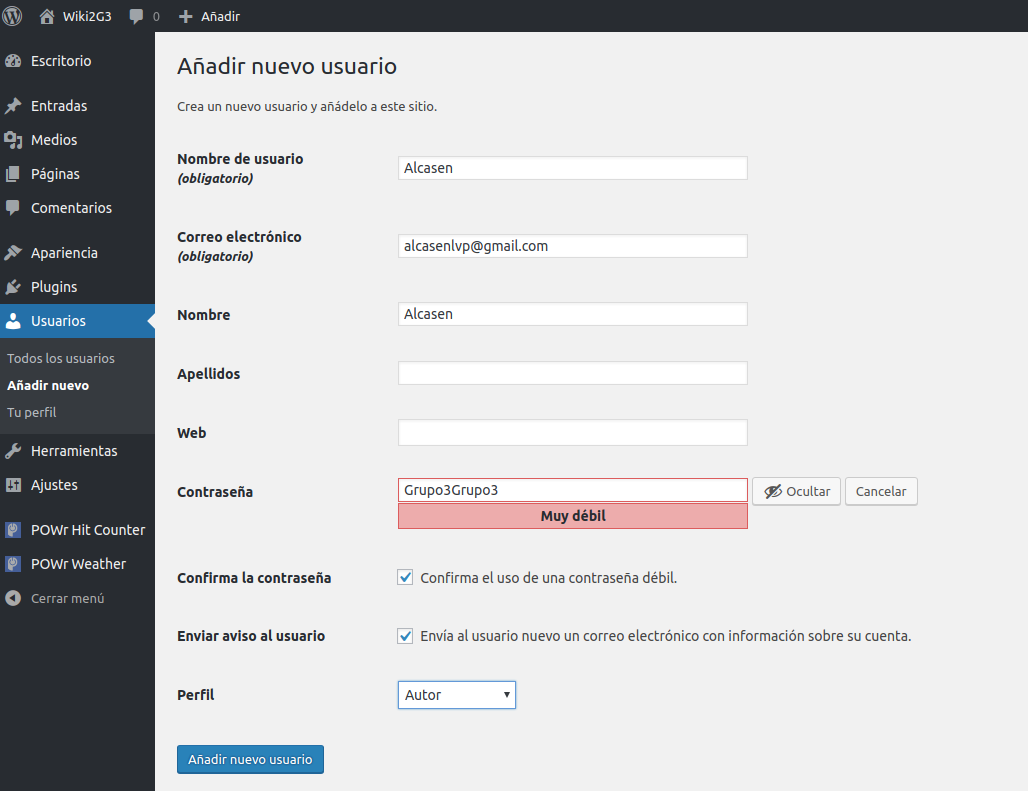 Wiki2G3 0 Añadir
Escritorio
Entradas
Medios
Páginas
Comentarios
Apariencia
Plugins
Usuarios
Todos los usuarios
Añadir nuevo
Tu perfil
Herramientas
Ajustes
POWr Hit Counter
POWr Weather
Cerrar menú
Añadir nuevo usuario
Crea un nuevo usuario y añádelo a este sitio.
Nombre de usuario
(obligatorio)
Alcasen
Correo electrónico
(obligatorio)
alcasenlvp@gmail.com
Nombre Alcasen
Apellidos
Web
Contraseña Grupo3Grupo3 Ocultar Cancelar
Muy débil
Confirma la contraseña Confirma el uso de una contraseña débil.
Enviar aviso al usuario Envía al usuario nuevo un correo electrónico con información sobre su cuenta.
Perfil Autor
Añadir nuevo usuario